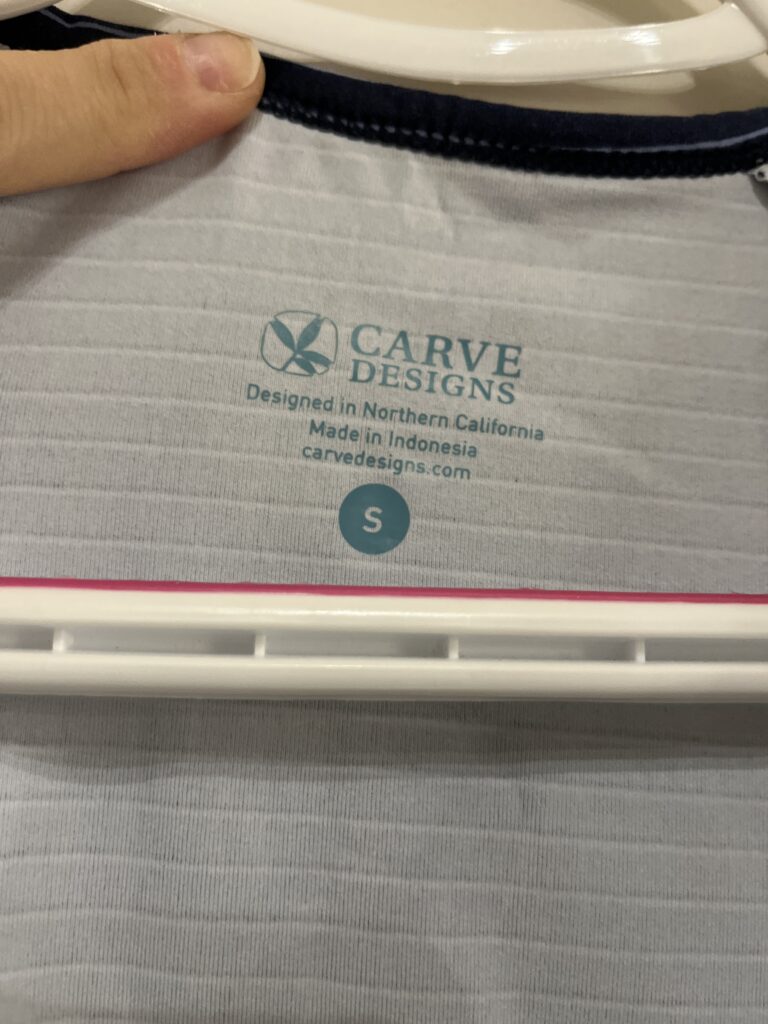 CARVE
DESIGNS
Designed in Northern California
Made in Indonesia
carvedesigns.com
S